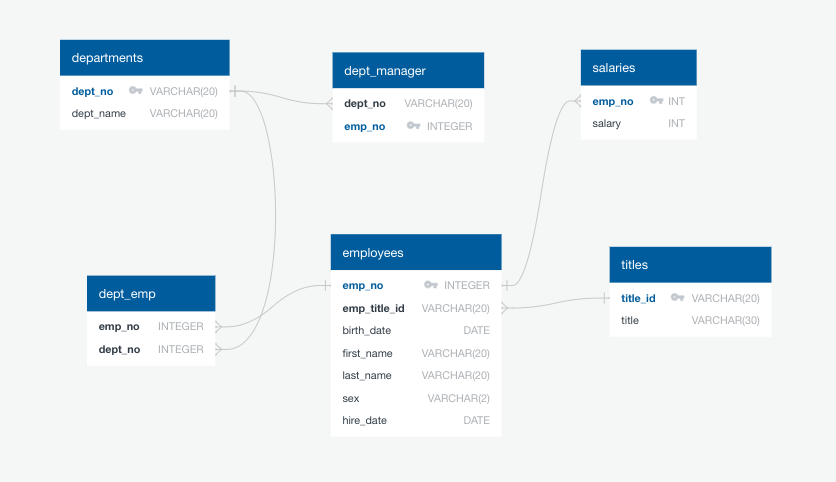 departments
dept_no VARCHAR(20)
dept_name VARCHAR(20)
dept_manager
dept_no VARCHAR(20)
emp_no INTEGER
salaries
emp_no INT
salary INT
dept_emp
emp_no INTEGER
dept_no INTEGER
employees
emp_no INTEGER
emp_title_id VARCHAR(20)
birth_date DATE
first_name VARCHAR(20)
last_name VARCHAR(20)
sex VARCHAR(2)
hire_date DATE
titles
title_id VARCHAR(20)
title VARCHAR(30)